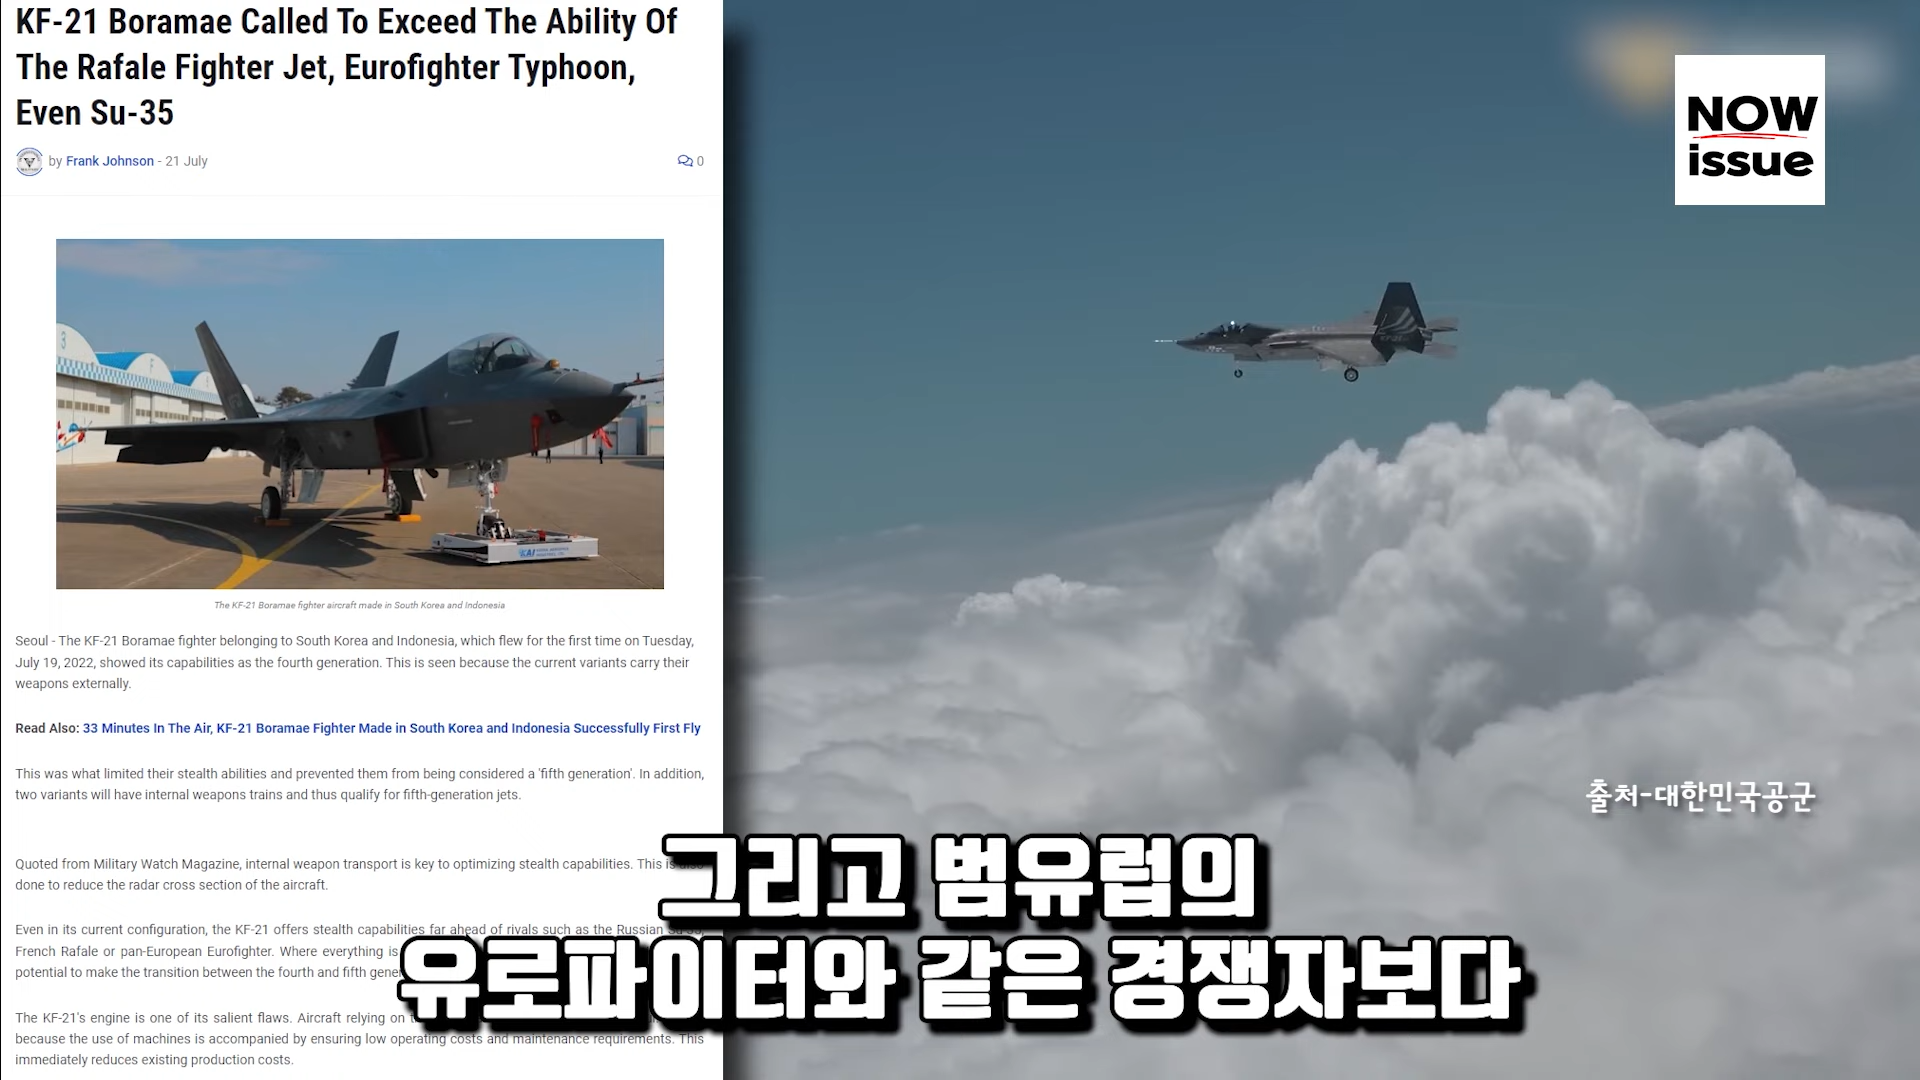 KF-21 Boramae Called To Exceed The Ability Of
The Rafale Fighter Jet, Eurofighter Typhoon,
Even Su-35
by Frank Johnson - 21 July
0
The KF-21 Boramae fighter aircraft made in South Korea and Indonesia
Seoul - The KF-21 Boramae fighter belonging to South Korea and Indonesia, which flew for the first time on Tuesday,
July 19, 2022, showed its capabilities as the fourth generation. This is seen because the current variants carry their
weapons externally.
Read Also: 33 Minutes In The Air, KF-21 Boramae Fighter Made in South Korea and Indonesia Successfully First Fly
This was what limited their stealth abilities and prevented them from being considered a 'fifth generation'. In addition,
two variants will have internal weapons trains and thus qualify for fifth-generation jets.
Quoted from Military Watch Magazine, internal weapon transport is key to optimizing stealth capabilities. This is also
done to reduce the radar cross section of the aircraft.
Even in its current configuration, the KF-21 offers stealth capabilities far ahead of rivals such as the Russian Su-35,
French Rafale or pan-European Eurofighter. Where everything is
potential to make the transition between the fourth and fifth
The KF-21's engine is one of its salient flaws. Aircraft relying on
because the use of machines is accompanied by ensuring low operating costs and maintenance requirements. This
immediately reduces existing production costs.
NOW
issue
출처-대한민국공군
그리고 범유럽의
유로파이터와 같은 경쟁자보다